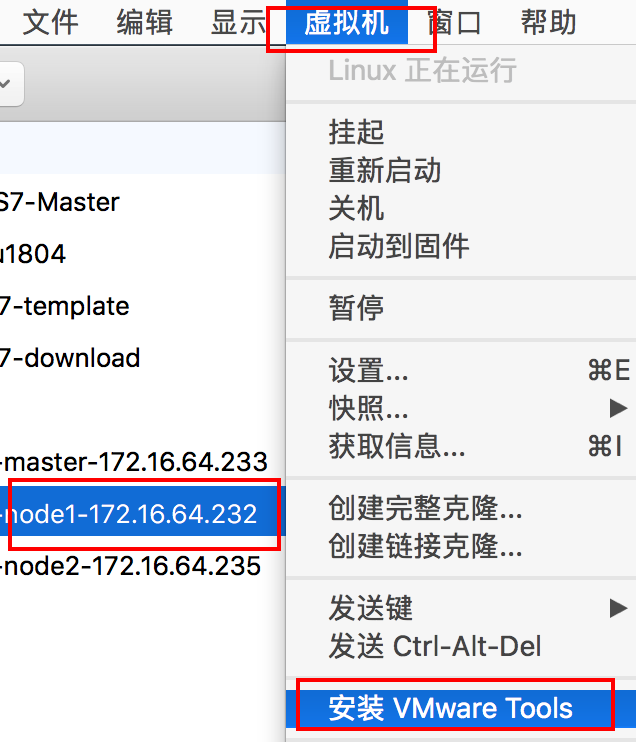 文件 编辑 显示 虚拟机 窗口 帮助
Linux 正在运行
挂起
重新启动
关机
启动到固件
暂停
设置... ⌘E
快照...
获取信息... ⌘I
创建完整克隆...
创建链接克隆...
发送键
发送 Ctrl-Alt-Del
安装 VMware Tools
S7-Master
u1804
7-template
7-download
-master-172.16.64.233
-node1-172.16.64.232
-node2-172.16.64.235